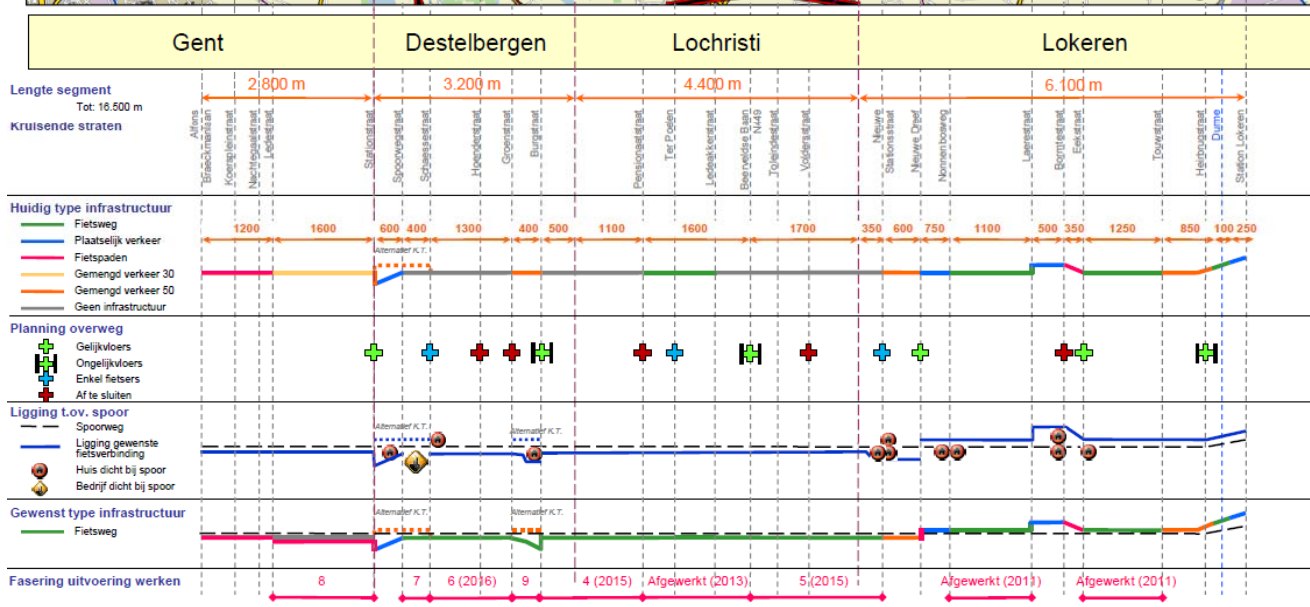 Gent Destelbergen Lochristi Lokeren
Lengte segment
2.800 m 3.200 m 4.400 m 6.100 m
Tot: 16.500 m
Kruisende straten
Alfons Braeckmanlaan
Koerspleinstraat
Nachtegaalstraat
Ledestraat
Stationstraat
Spoorwegstraat
Schaessestraat
Hoenderstraat
Groenstraat
Burgstraat
Pensionaatstraat
Ter Poelen
Ledeakkerstraat
Beerveldse Baan
N449
Toleindestraat
Voldersstraat
Nieuwe Stationsstraat
Nieuwe Dreef
Nonnenbosweg
Laerestraat
Bormtestraat
Eekstraat
Touwstraat
Heirbrugstraat
Durme
Station Lokeren
Huidig type infrastructuur
Fietsweg
Plaatselijk verkeer
Fietspaden
Gemengd verkeer 30
Gemengd verkeer 50
Geen infrastructuur
1200 1600 600 400 1300 400 500 1100 1600 1700 350 600 750 1100 500 350 1250 850 100 250
Alternatief K.T.
Planning overweg
Gelijkvloers
Ongelijkvloers
Enkel fietsers
Af te sluiten
Ligging t.ov. spoor
Spoorweg
Ligging gewenste
fietsverbinding
Huis dicht bij spoor
Bedrijf dicht bij spoor
Alternatief K.T. Alternatief K.T.
Gewenst type infrastructuur
Fietsweg
Alternatief K.T. Alternatief K.T.
Fasering uitvoering werken
8 7 6 (2016) 9 4 (2015) Afgewerkt (2013) 5 (2015) Afgewerkt (2011) Afgewerkt (2011)